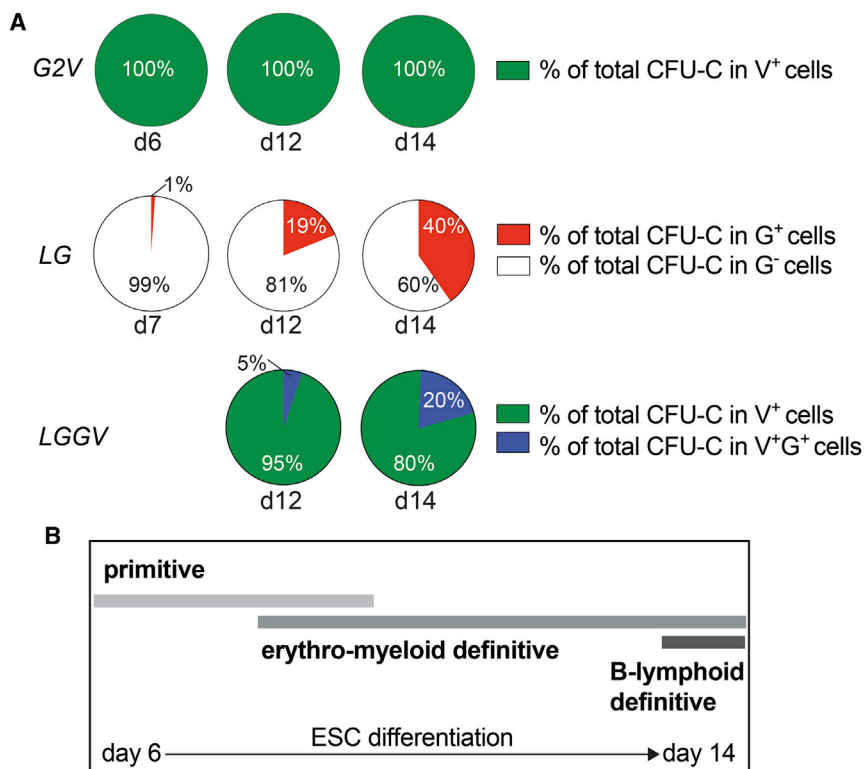 A
G2V
100%
100%
100%
d6
d12
d14
% of total CFU-C in V⁺ cells
LG
1%
99%
19%
81%
40%
60%
d7
d12
d14
% of total CFU-C in G⁺ cells
% of total CFU-C in G⁻ cells
LGGV
5%
95%
20%
80%
d12
d14
% of total CFU-C in V⁺ cells
% of total CFU-C in V⁺G⁺ cells
B
primitive
erythro-myeloid definitive
B-lymphoid
definitive
ESC differentiation
day 6
day 14